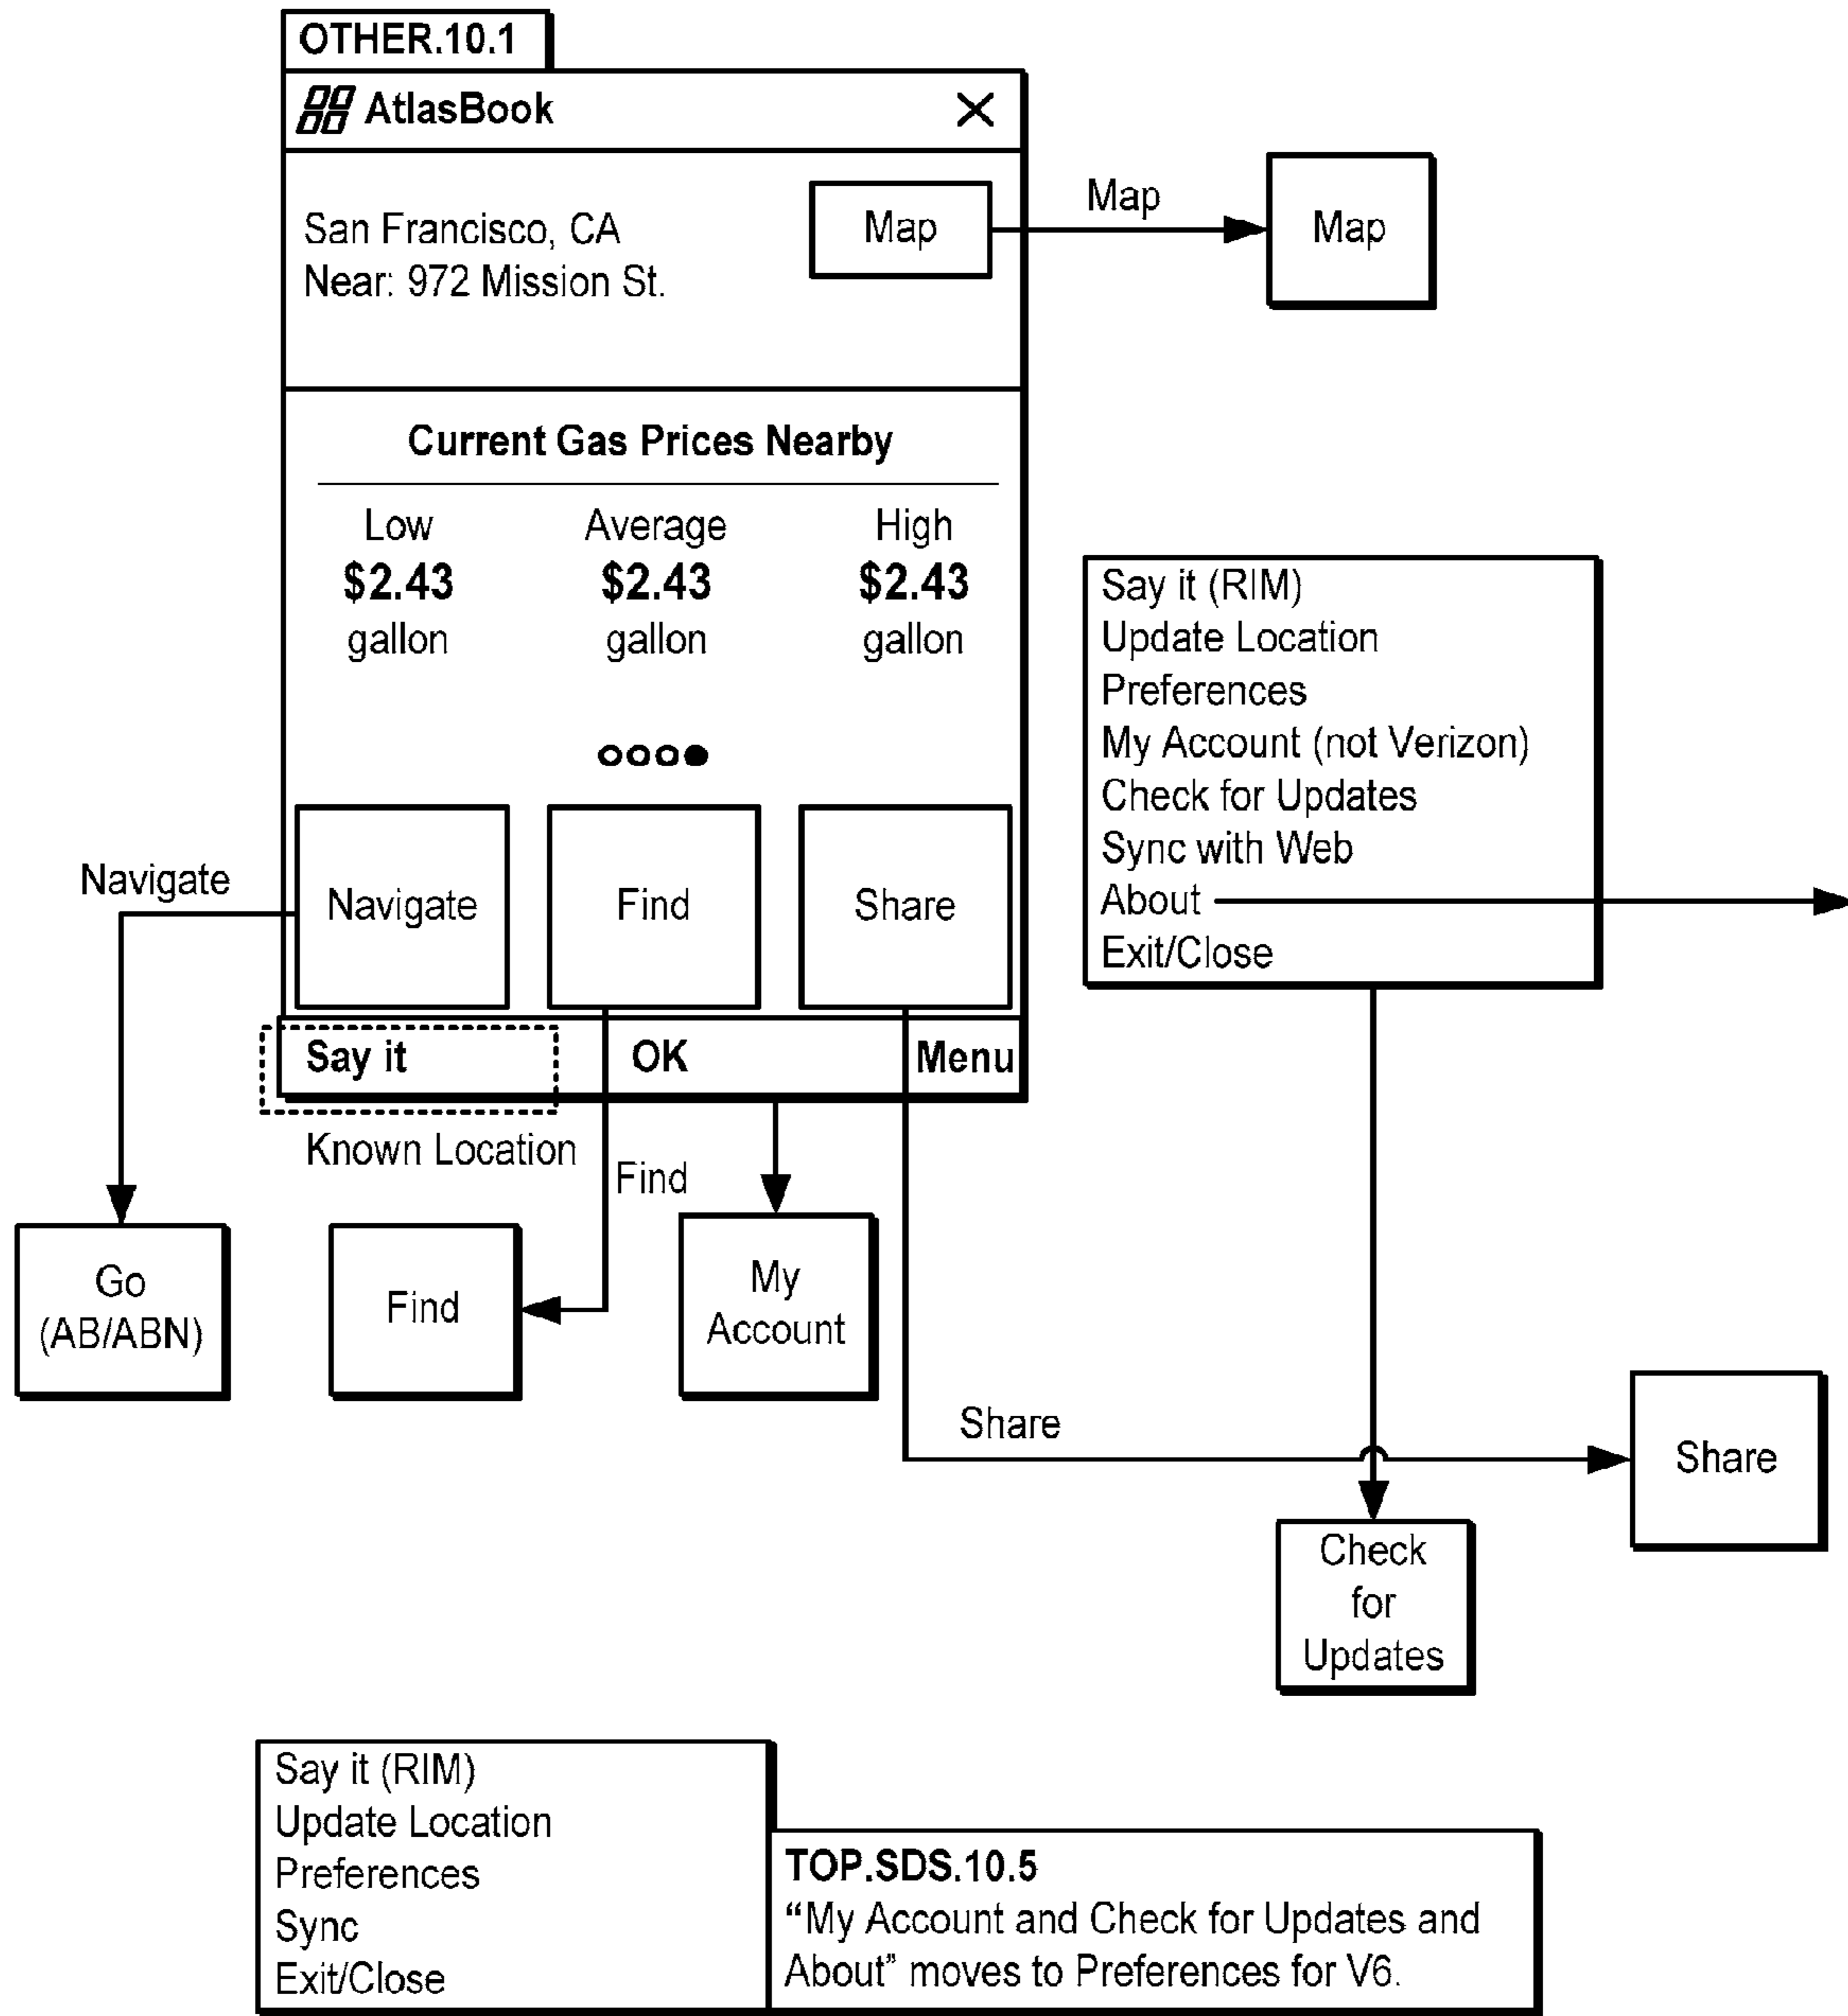 OTHER.10.1
AtlasBook
San Francisco, CA
Near: 972 Mission St.
Map
Map
Map
Current Gas Prices Nearby
Low Average High
$2.43 $2.43 $2.43
gallon gallon gallon
Say it (RIM)
Update Location
Preferences
My Account (not Verizon)
Check for Updates
Sync with Web
About
Exit/Close
Navigate
Navigate
Find
Share
Say it OK Menu
Known Location
Find
Go
(AB/ABN)
Find
My
Account
Share
Share
Check
for
Updates
Say it (RIM)
Update Location
Preferences
Sync
Exit/Close
TOP.SDS.10.5
“My Account and Check for Updates and
About” moves to Preferences for V6.